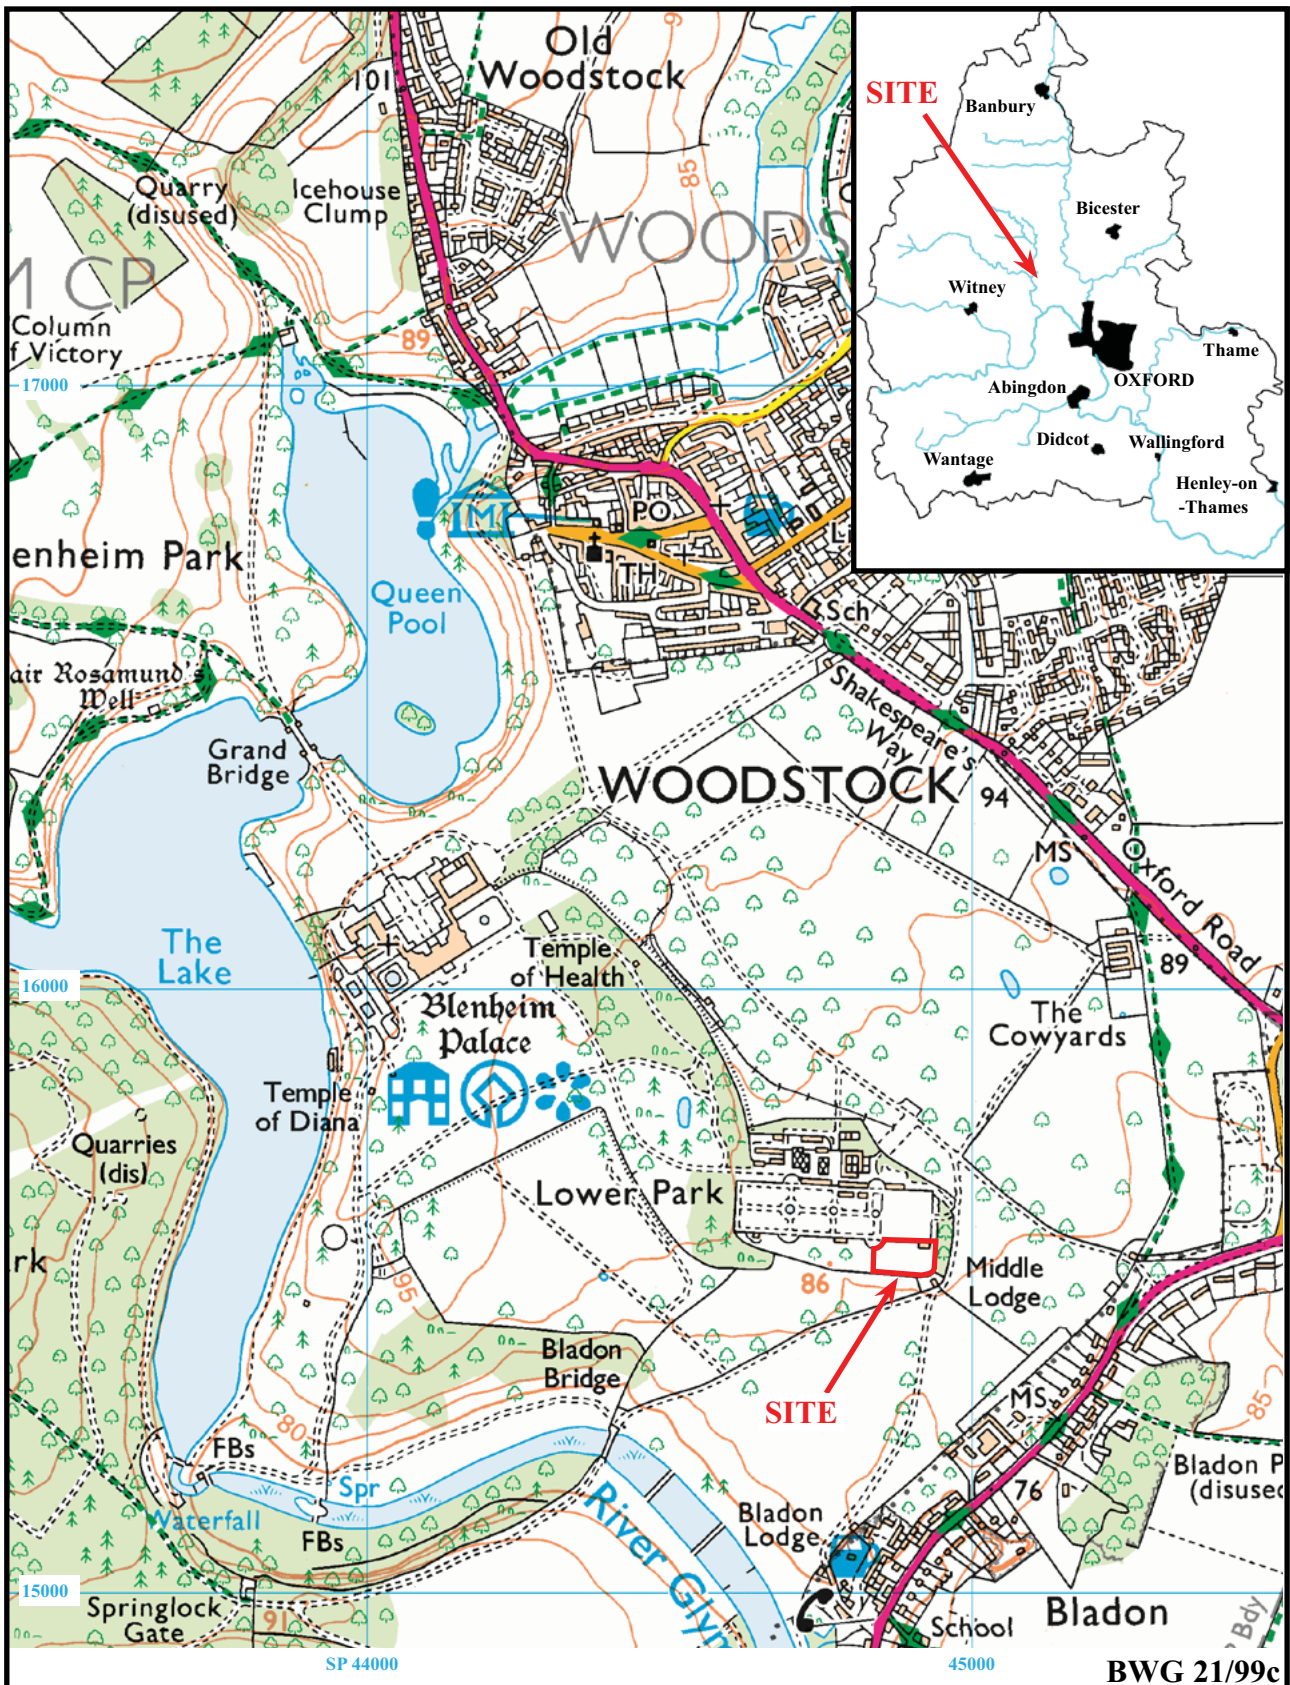 Old
Woodstock
101
85
Quarry
(disused)
Icehouse
Clump
WOODS
M CP
Column
f Victory
89
17000
PO
TH
M
Li
Sch
enheim Park
Queen
Pool
air Rosamund's
Well
Shakespeare's
Way
Grand
Bridge
WOODSTOCK
94
MS
Oxford Road
89
The
Lake
Temple
of Health
16000
Blenheim
Palace
The
Cowyards
Temple
of Diana
Quarries
(dis)
Lower Park
rk
95
86
Middle
Lodge
SITE
Bladon
Bridge
80
MS
85
FBs
Spr
Waterfall
FBs
River Glym
76
Bladon P
(disused
Bladon
Lodge
15000
Springlock
Gate
91
School
Bladon
P Bdy
SP 44000
45000
BWG 21/99c
SITE
Banbury
Bicester
Witney
Thame
OXFORD
Abingdon
Didcot
Wallingford
Wantage
Henley-on
-Thames